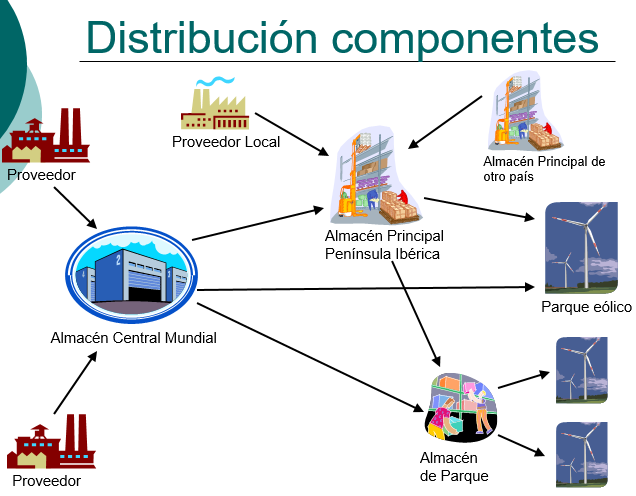 Distribución componentes
Proveedor Local
Proveedor
Almacén Principal de
otro país
Almacén Principal
Península Ibérica
Parque eólico
Almacén Central Mundial
Almacén
de Parque
Proveedor